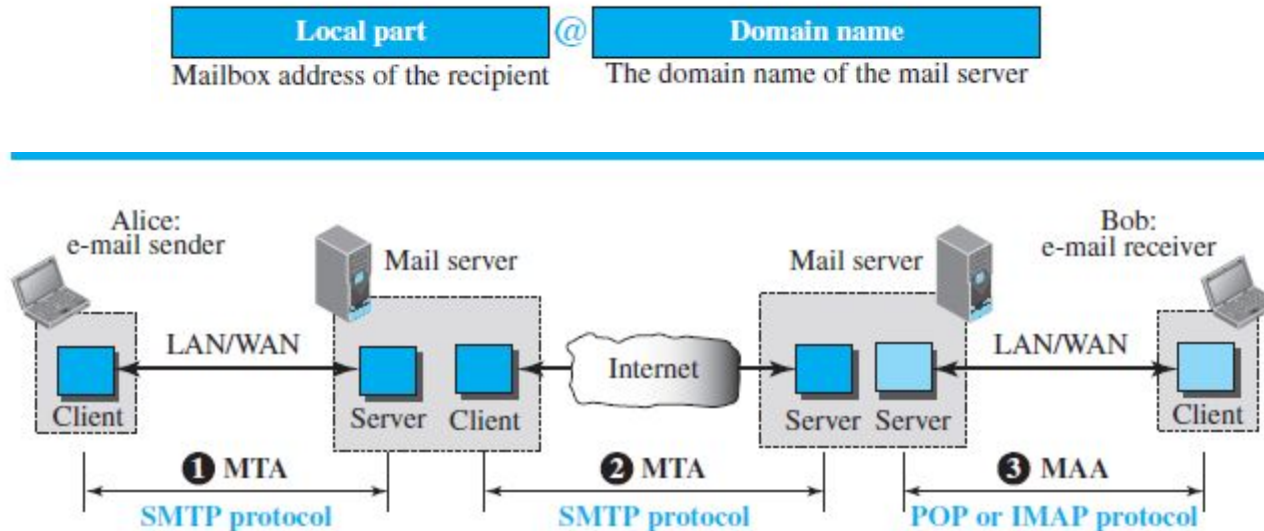 Local part @ Domain name
Mailbox address of the recipient The domain name of the mail server
Alice:
e-mail sender
Mail server
Mail server
Bob:
e-mail receiver
LAN/WAN
Internet
LAN/WAN
Client
Server Client
Server Server
Client
1 MTA
2 MTA
3 MAA
SMTP protocol
SMTP protocol
POP or IMAP protocol